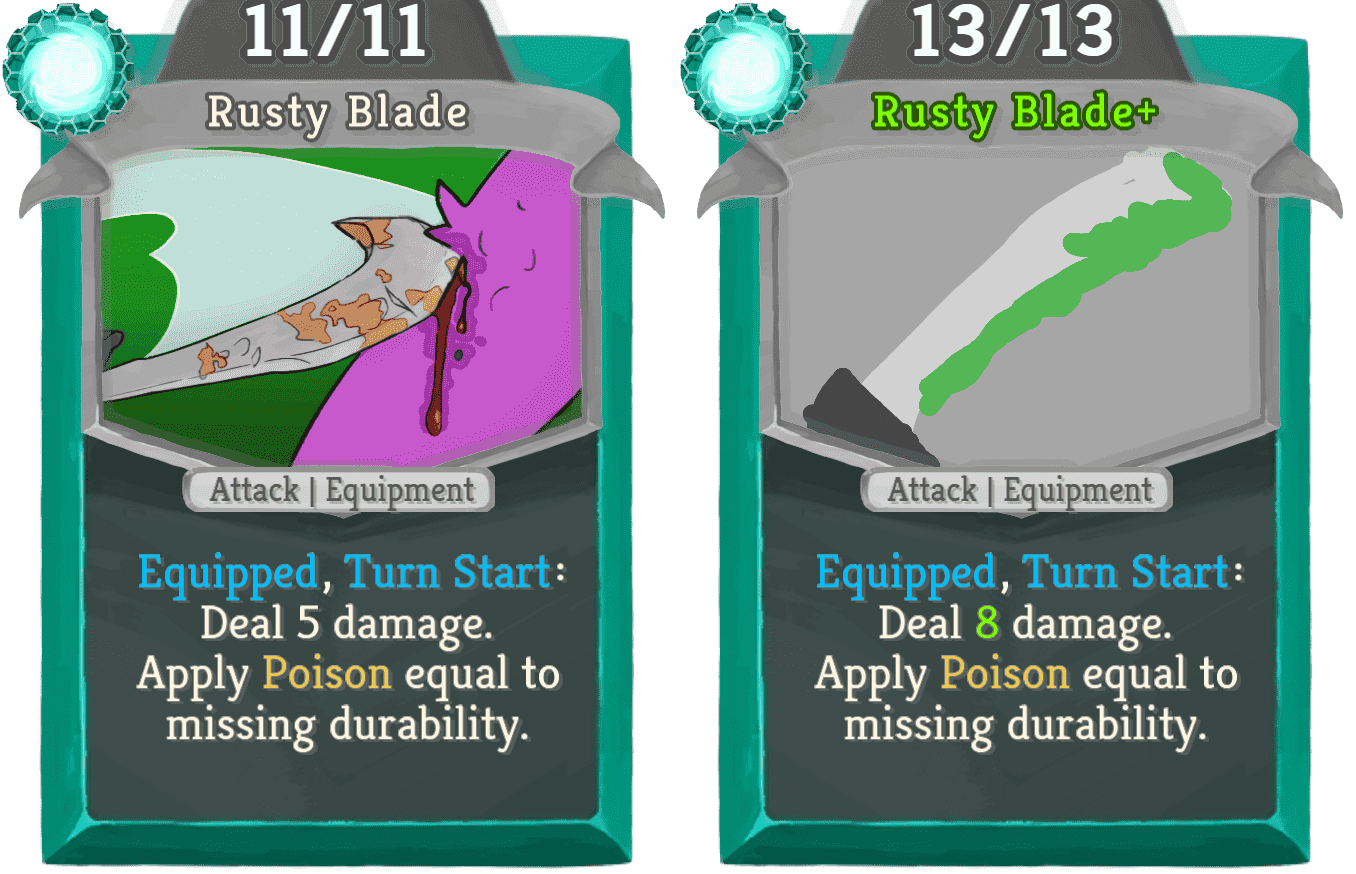 11/11
Rusty Blade
Attack | Equipment
Equipped, Turn Start:
Deal 5 damage.
Apply Poison equal to
missing durability.
13/13
Rusty Blade+
Attack | Equipment
Equipped, Turn Start:
Deal 8 damage.
Apply Poison equal to
missing durability.